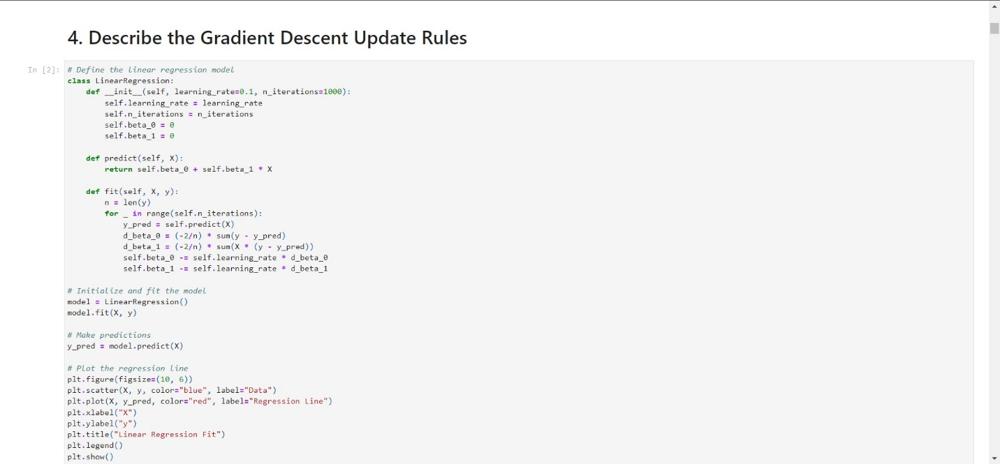 4. Describe the Gradient Descent Update Rules
In [2]:
# Define the linear regression model
class LinearRegression:
    def __init__(self, learning_rate=0.1, n_iterations=1000):
        self.learning_rate = learning_rate
        self.n_iterations = n_iterations
        self.beta_0 = 0
        self.beta_1 = 0

    def predict(self, X):
        return self.beta_0 + self.beta_1 * X

    def fit(self, X, y):
        n = len(y)
        for _ in range(self.n_iterations):
            y_pred = self.predict(X)
            d_beta_0 = (-2/n) * sum(y - y_pred)
            d_beta_1 = (-2/n) * sum(X * (y - y_pred))
            self.beta_0 -= self.learning_rate * d_beta_0
            self.beta_1 -= self.learning_rate * d_beta_1

# Initialize and fit the model
model = LinearRegression()
model.fit(X, y)

# Make predictions
y_pred = model.predict(X)

# Plot the regression line
plt.figure(figsize=(10, 6))
plt.scatter(X, y, color="blue", label="Data")
plt.plot(X, y_pred, color="red", label="Regression Line")
plt.xlabel("X")
plt.ylabel("y")
plt.title("Linear Regression Fit")
plt.legend()
plt.show()